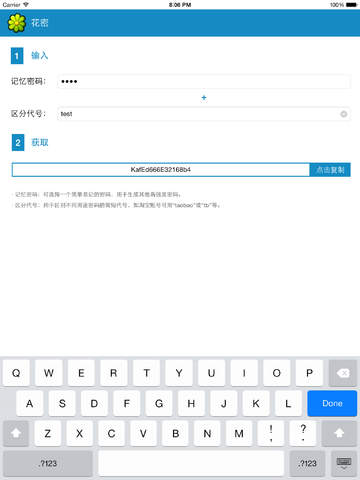 Carrier
8:06 PM
100%
花密
1 输入
记忆密码：
••••
+
区分代号：
test
2 获取
KafEd666E32168b4
点击复制
· 记忆密码：可选择一个简单易记的密码，用于生成其他高强度密码。
· 区分代号：用于区别不同用途密码的简短代号，如淘宝账号可用“taobao”或“tb”等。
Q W E R T Y U I O P
A S D F G H J K L Done
Z X C V B N M ! , ? .
.?123 .?123